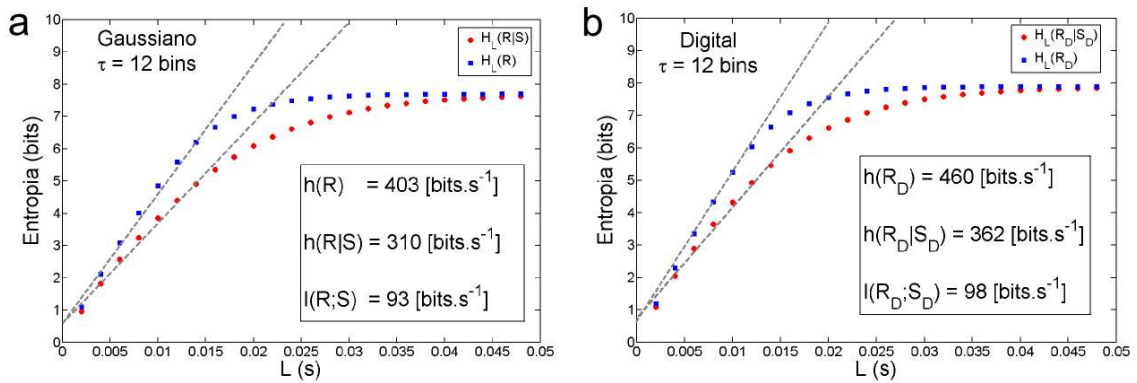 a
Gaussiano
τ = 12 bins
H_L(R|S)
H_L(R)
h(R) = 403 [bits.s⁻¹]
h(R|S) = 310 [bits.s⁻¹]
I(R;S) = 93 [bits.s⁻¹]
Entropia (bits)
10
9
8
7
6
5
4
3
2
1
0
0 0.005 0.01 0.015 0.02 0.025 0.03 0.035 0.04 0.045 0.05
L (s)
b
Digital
τ = 12 bins
H_L(R_D|S_D)
H_L(R_D)
h(R_D) = 460 [bits.s⁻¹]
h(R_D|S_D) = 362 [bits.s⁻¹]
I(R_D;S_D) = 98 [bits.s⁻¹]
Entropia (bits)
10
9
8
7
6
5
4
3
2
1
0
0 0.005 0.01 0.015 0.02 0.025 0.03 0.035 0.04 0.045 0.05
L (s)